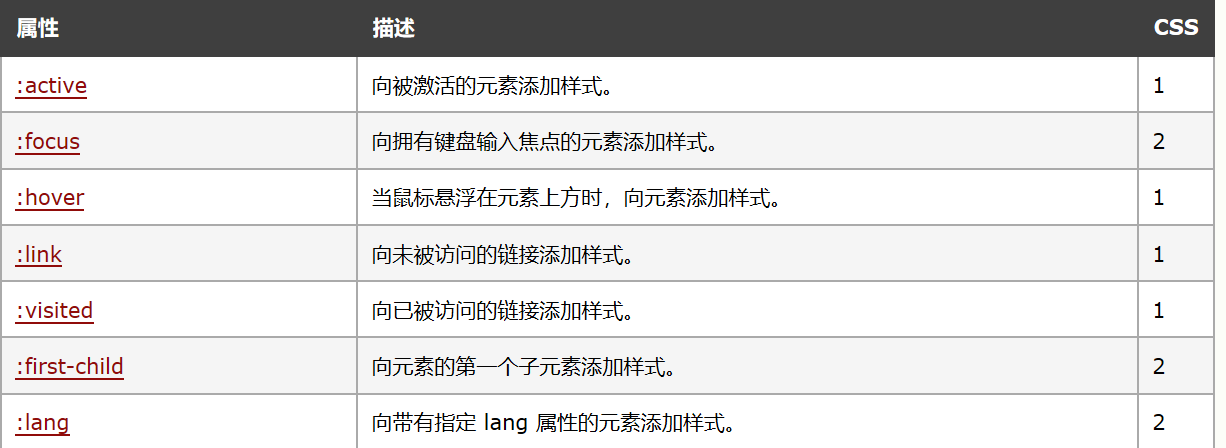 属性 描述 CSS
:active 向被激活的元素添加样式。 1
:focus 向拥有键盘输入焦点的元素添加样式。 2
:hover 当鼠标悬浮在元素上方时，向元素添加样式。 1
:link 向未被访问的链接添加样式。 1
:visited 向已被访问的链接添加样式。 1
:first-child 向元素的第一个子元素添加样式。 2
:lang 向带有指定 lang 属性的元素添加样式。 2